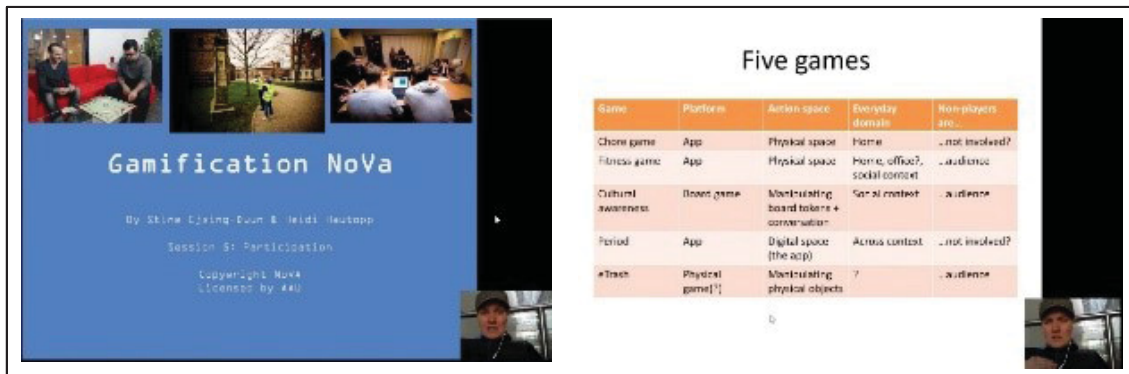 Gamification NoVa
By Stine Ejsing-Duun & Heidi Hautopp
Session 5: Participation
Copyright NoVA
Licensed by AAU
Five games
Game Platform Action space Everyday domain Non-players are...
Chore game App Physical space Home ...not involved?
Fitness game App Physical space Home, office?, social context ...audience
Cultural awareness Board game Manipulating board tokens + conversation Social context ...audience
Period App Digital space (the app) Across context ...not involved?
eTrash Physical game(?) Manipulating physical objects ? ...audience